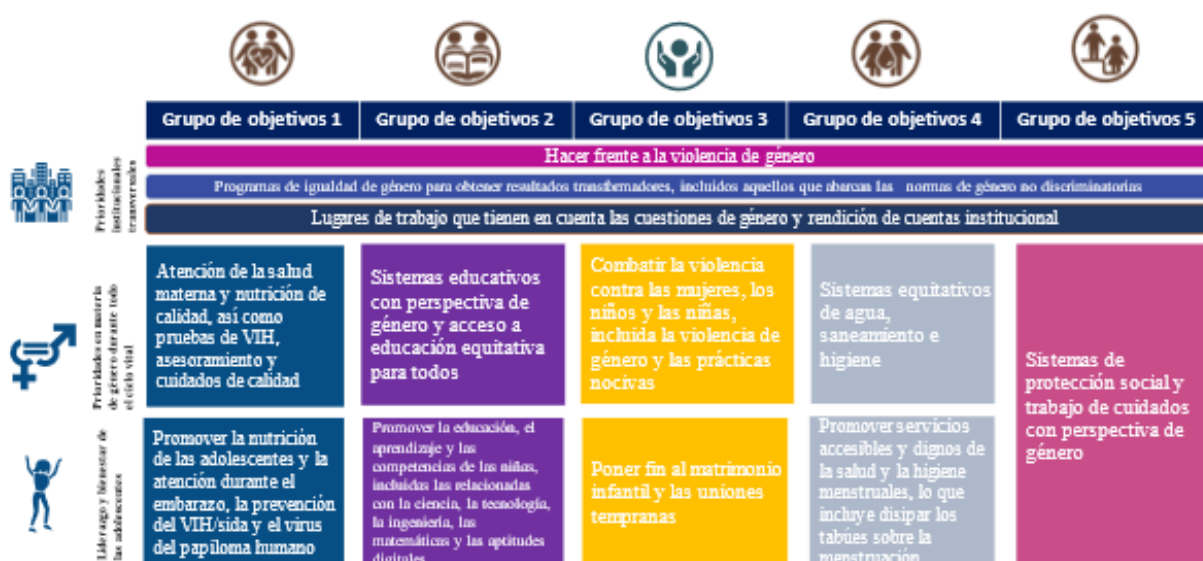 Grupo de objetivos 1
Grupo de objetivos 2
Grupo de objetivos 3
Grupo de objetivos 4
Grupo de objetivos 5
Prioridades
institucionales
transversales
Hacer frente a la violencia de género
Programas de igualdad de género para obtener resultados transformadores, incluidos aquellos que abarcan las normas de género no discriminatorias
Lugares de trabajo que tienen en cuenta las cuestiones de género y rendición de cuentas institucional
Prioridades en materia
de género durante todo
el ciclo vital
Atención de la salud
materna y nutrición de
calidad, así como
pruebas de VIH,
asesoramiento y
cuidados de calidad
Sistemas educativos
con perspectiva de
género y acceso a
educación equitativa
para todos
Combatir la violencia
contra las mujeres, los
niños y las niñas,
incluida la violencia de
género y las prácticas
nocivas
Sistemas equitativos
de agua,
saneamiento e
higiene
Sistemas de
protección social y
trabajo de cuidados
con perspectiva de
género
Liderazgo y bienestar de
las adolescentes
Promover la nutrición
de las adolescentes y la
atención durante el
embarazo, la prevención
del VIH/sida y el virus
del papiloma humano
Promover la educación, el
aprendizaje y las
competencias de las niñas,
incluidas las relacionadas
con la ciencia, la tecnología,
la ingeniería, las
matemáticas y las aptitudes
digitales
Poner fin al matrimonio
infantil y las uniones
tempranas
Promover servicios
accesibles y dignos de
la salud y la higiene
menstruales, lo que
incluye disipar los
tabúes sobre la
menstruación